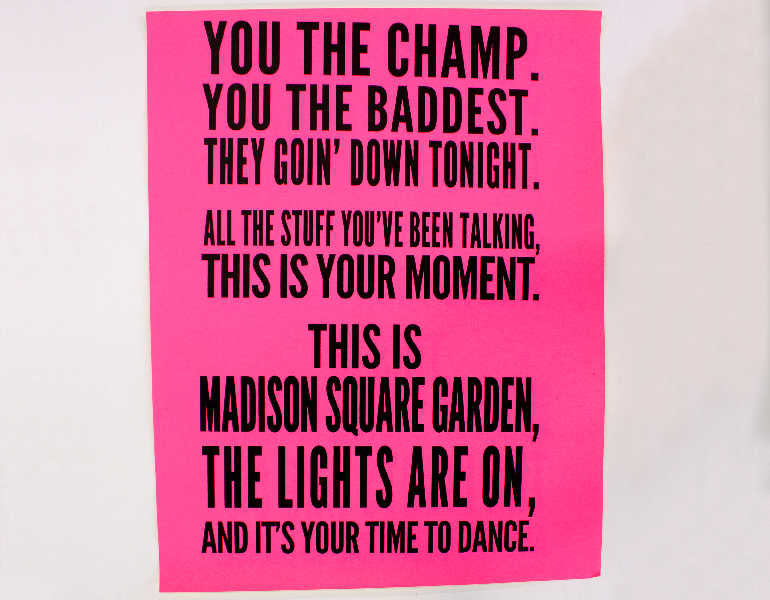 YOU THE CHAMP.
YOU THE BADDEST.
THEY GOIN' DOWN TONIGHT.
ALL THE STUFF YOU'VE BEEN TALKING,
THIS IS YOUR MOMENT.
THIS IS
MADISON SQUARE GARDEN,
THE LIGHTS ARE ON,
AND IT'S YOUR TIME TO DANCE.